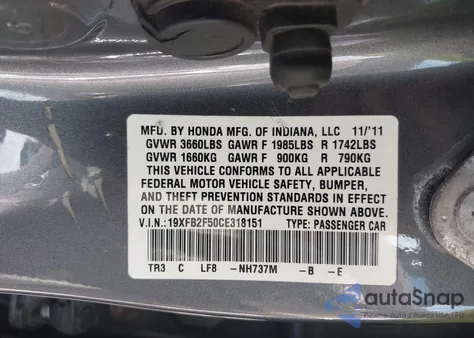 MFD. BY HONDA MFG. OF INDIANA, LLC 11/'11
GVWR 3660LBS GAWR F 1985LBS R 1742LBS
GVWR 1660KG GAWR F 900KG R 790KG
THIS VEHICLE CONFORMS TO ALL APPLICABLE
FEDERAL MOTOR VEHICLE SAFETY, BUMPER,
AND THEFT PREVENTION STANDARDS IN EFFECT
ON THE DATE OF MANUFACTURE SHOWN ABOVE.
V.I.N.:19XFB2F50CE318151 TYPE: PASSENGER CAR
TR3 C LF8 -NH737M -B -E
autoSnap